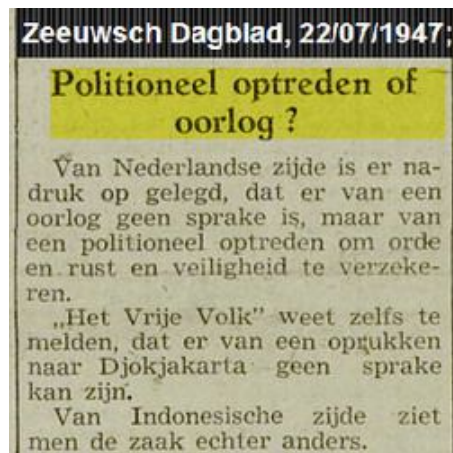 Zeeuwsch Dagblad, 22/07/1947;
Politioneel optreden of
oorlog ?
Van Nederlandse zijde is er na-
druk op gelegd, dat er van een
oorlog geen sprake is, maar van
een politioneel optreden om orde
en rust en veiligheid te verzeke-
ren.
„Het Vrije Volk” weet zelfs te
melden, dat er van een oprukken
naar Djokjakarta geen sprake
kan zijn.
Van Indonesische zijde ziet
men de zaak echter anders.